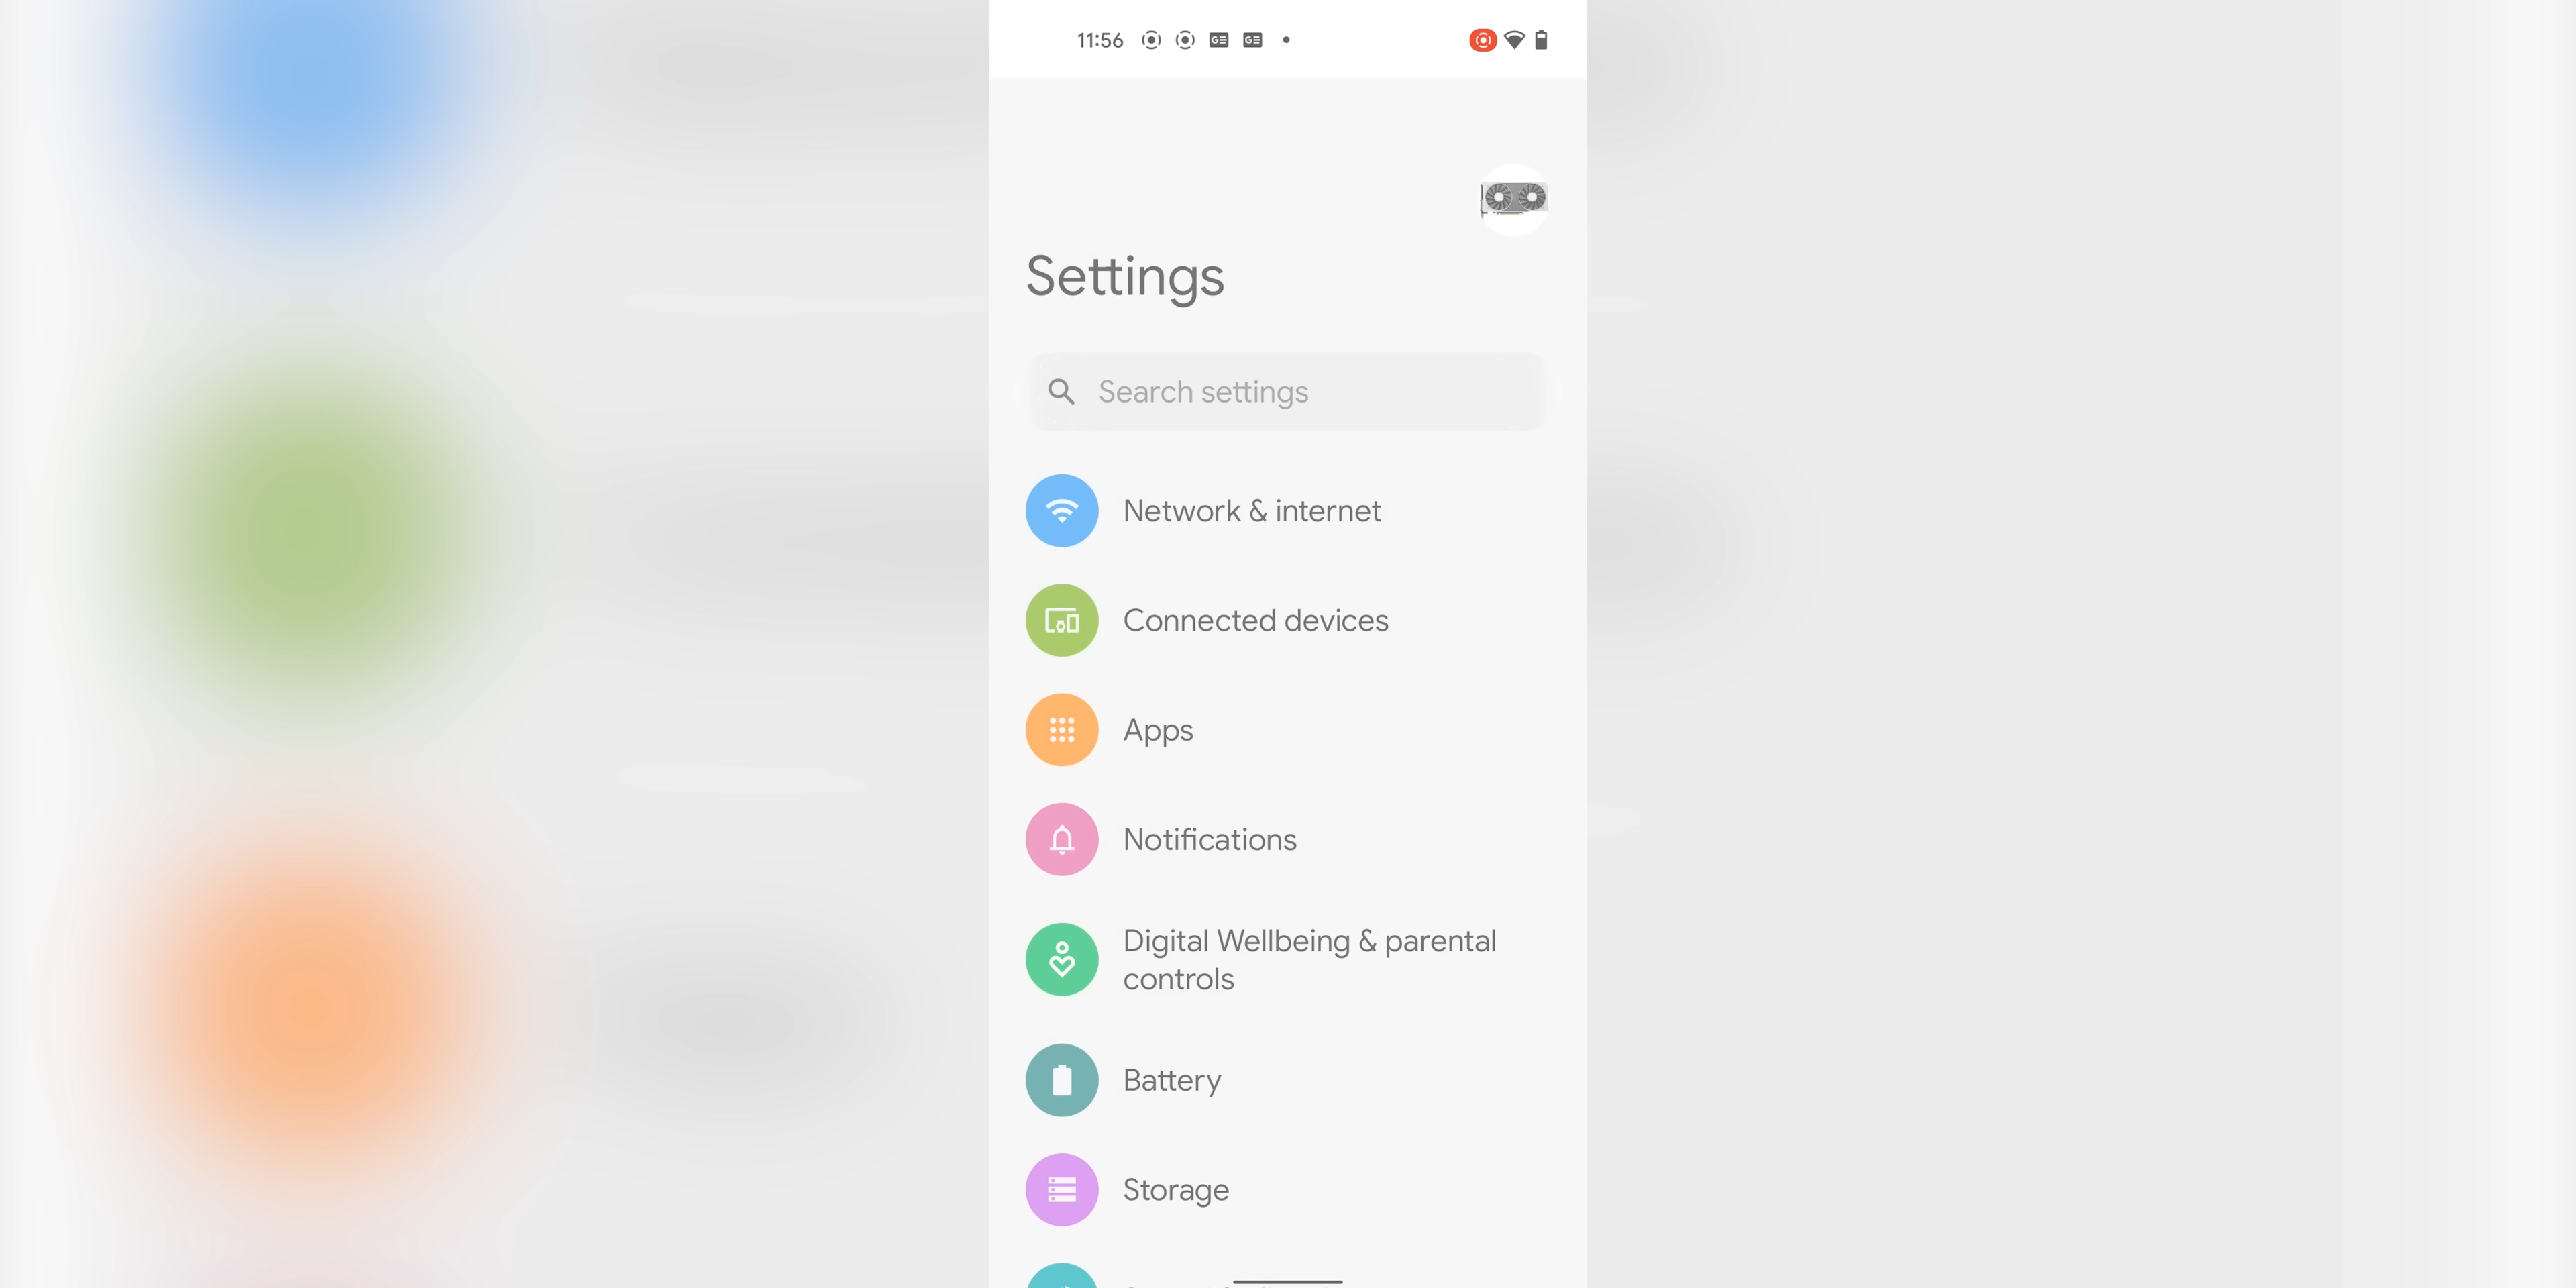 11:56
Settings
Search settings
Network & internet
Connected devices
Apps
Notifications
Digital Wellbeing & parental
controls
Battery
Storage